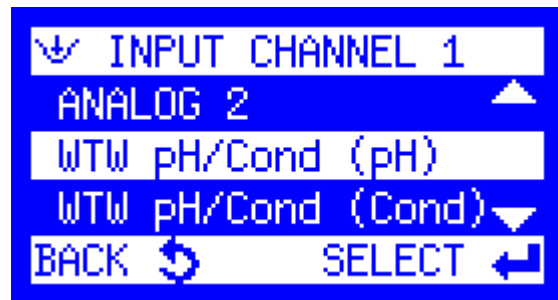 INPUT CHANNEL 1
ANALOG 2
WTW pH/Cond (pH)
WTW pH/Cond (Cond)
BACK SELECT